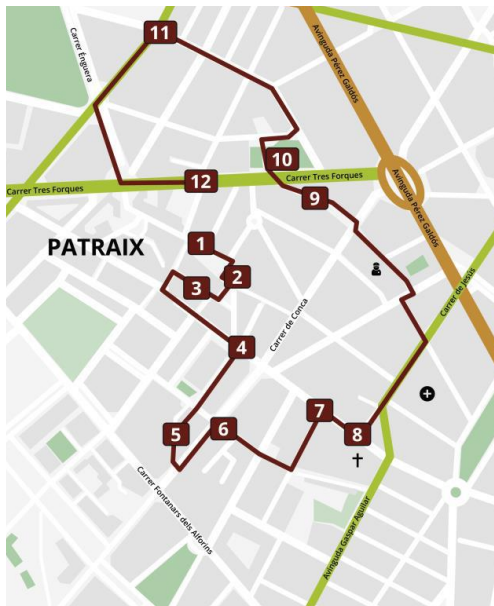 11
Carrer Énguera
Avinguda Pérez Galdós
10
Carrer Tres Forques
12
Carrer Tres Forques
9
Avinguda Pérez Galdós
PATRAIX
1
2
3
Carrer de Jesús
Carrer de Conca
4
7
5
6
8
Carrer Fontanars dels Alforins
Avinguda Gaspar Aguilar